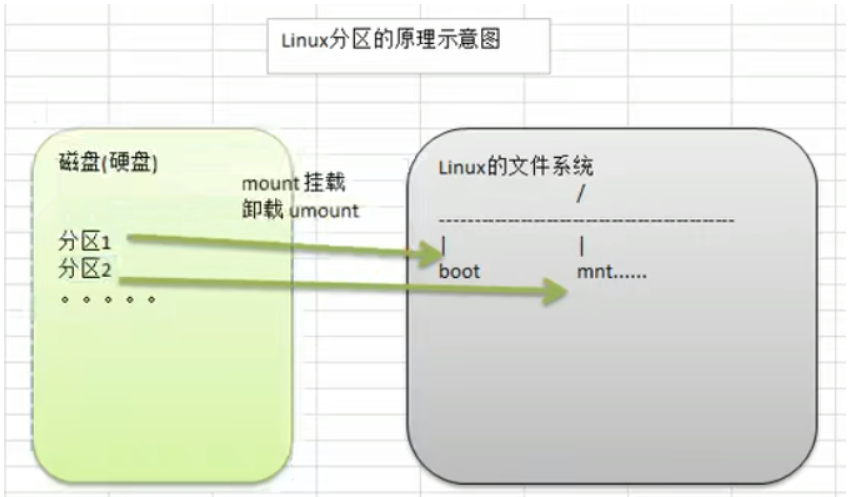 Linux分区的原理示意图
磁盘(硬盘)
mount 挂载
卸载 umount
分区1
分区2
。。。。。
Linux的文件系统
/
---------------------------------------
| |
boot mnt......